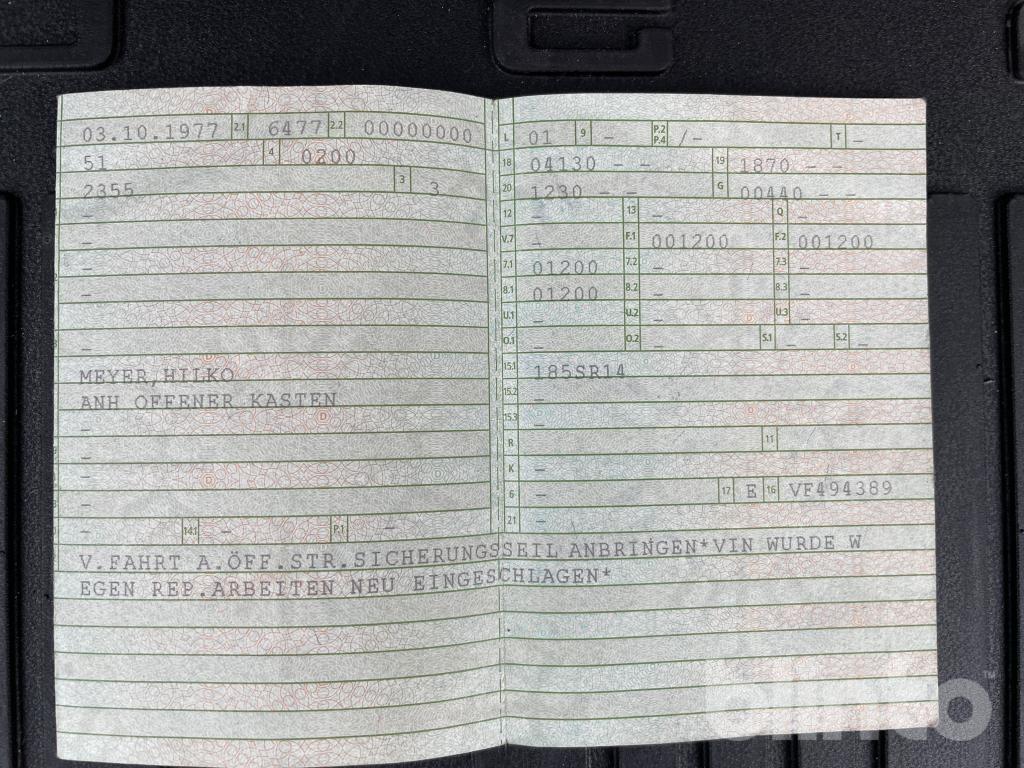 03.10.1977 2.1 6477 2.2 00000000
51 4 0200
2355 3 3
–
–
–
–
–
–
MEYER,HILKO
ANH OFFENER KASTEN
–
–
–
–
– 14.1 – P.1 –
L 01 9 – P.2 P.4 /– T –
18 04130 – – 19 1870 – –
20 1230 – – G 00440 – –
12 – 13 – Q –
V.7 – F.1 001200 F.2 001200
7.1 01200 7.2 – 7.3 –
8.1 01200 8.2 – 8.3 –
U.1 – U.2 – U.3 –
O.1 – O.2 – S.1 – S.2 –
15.1 185SR14
15.2 –
15.3 –
R – 11
K –
6 – 17 E 16 VF494389
21 –
V.FAHRT A.ÖFF.STR.SICHERUNGSSEIL ANBRINGEN*VIN WURDE W
EGEN REP.ARBEITEN NEU EINGESCHLAGEN*
blinto™